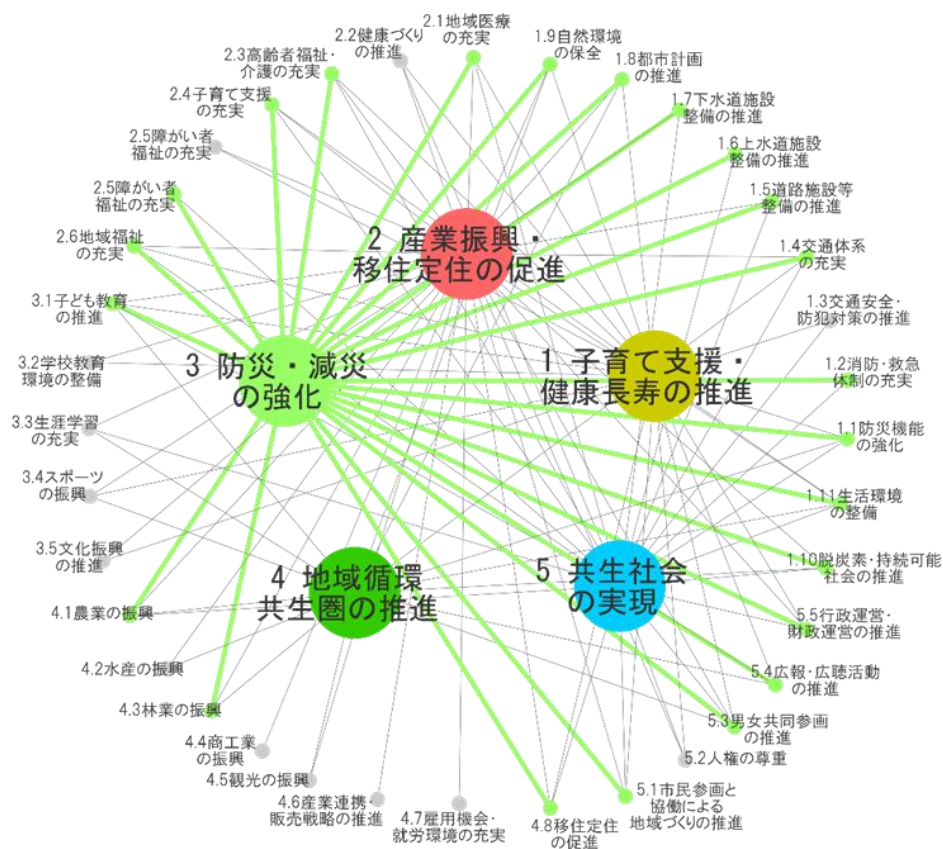 2.1地域医療
の充実
2.2健康づくり
の推進
1.9自然環境
の保全
2.3高齢者福祉・
介護の充実
1.8都市計画
の推進
2.4子育て支援
の充実
1.7下水道施設
整備の推進
2.5障がい者
福祉の充実
1.6上水道施設
整備の推進
2.5障がい者
福祉の充実
1.5道路施設等
整備の推進
2.6地域福祉
の充実
1.4交通体系
の充実
3.1子ども教育
の推進
1.3交通安全・
防犯対策の推進
3.2学校教育
環境の整備
1.2消防・救急
体制の充実
3.3生涯学習
の充実
1.1防災機能
の強化
3.4スポーツ
の振興
1.11生活環境
の整備
3.5文化振興
の推進
1.10脱炭素・持続可能
社会の推進
4.1農業の振興
5.5行政運営・
財政運営の推進
4.2水産の振興
5.4広報・広聴活動
の推進
4.3林業の振興
5.3男女共同参画
の推進
4.4商工業
の振興
5.2人権の尊重
4.5観光の振興
4.6産業連携・
販売戦略の推進
4.7雇用機会・
就労環境の充実
4.8移住定住
の促進
5.1市民参画と
協働による
地域づくりの推進
2 産業振興・
移住定住の促進
3 防災・減災
の強化
1 子育て支援・
健康長寿の推進
4 地域循環
共生圏の推進
5 共生社会
の実現